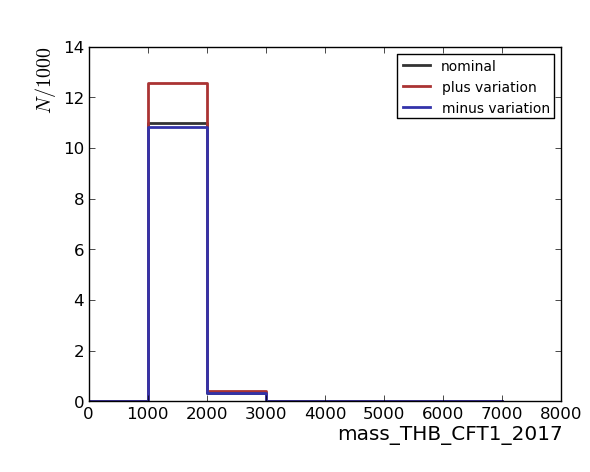 N/1000
14
12
10
8
6
4
2
0
nominal
plus variation
minus variation
0 1000 2000 3000 4000 5000 6000 7000 8000
mass_THB_CFT1_2017